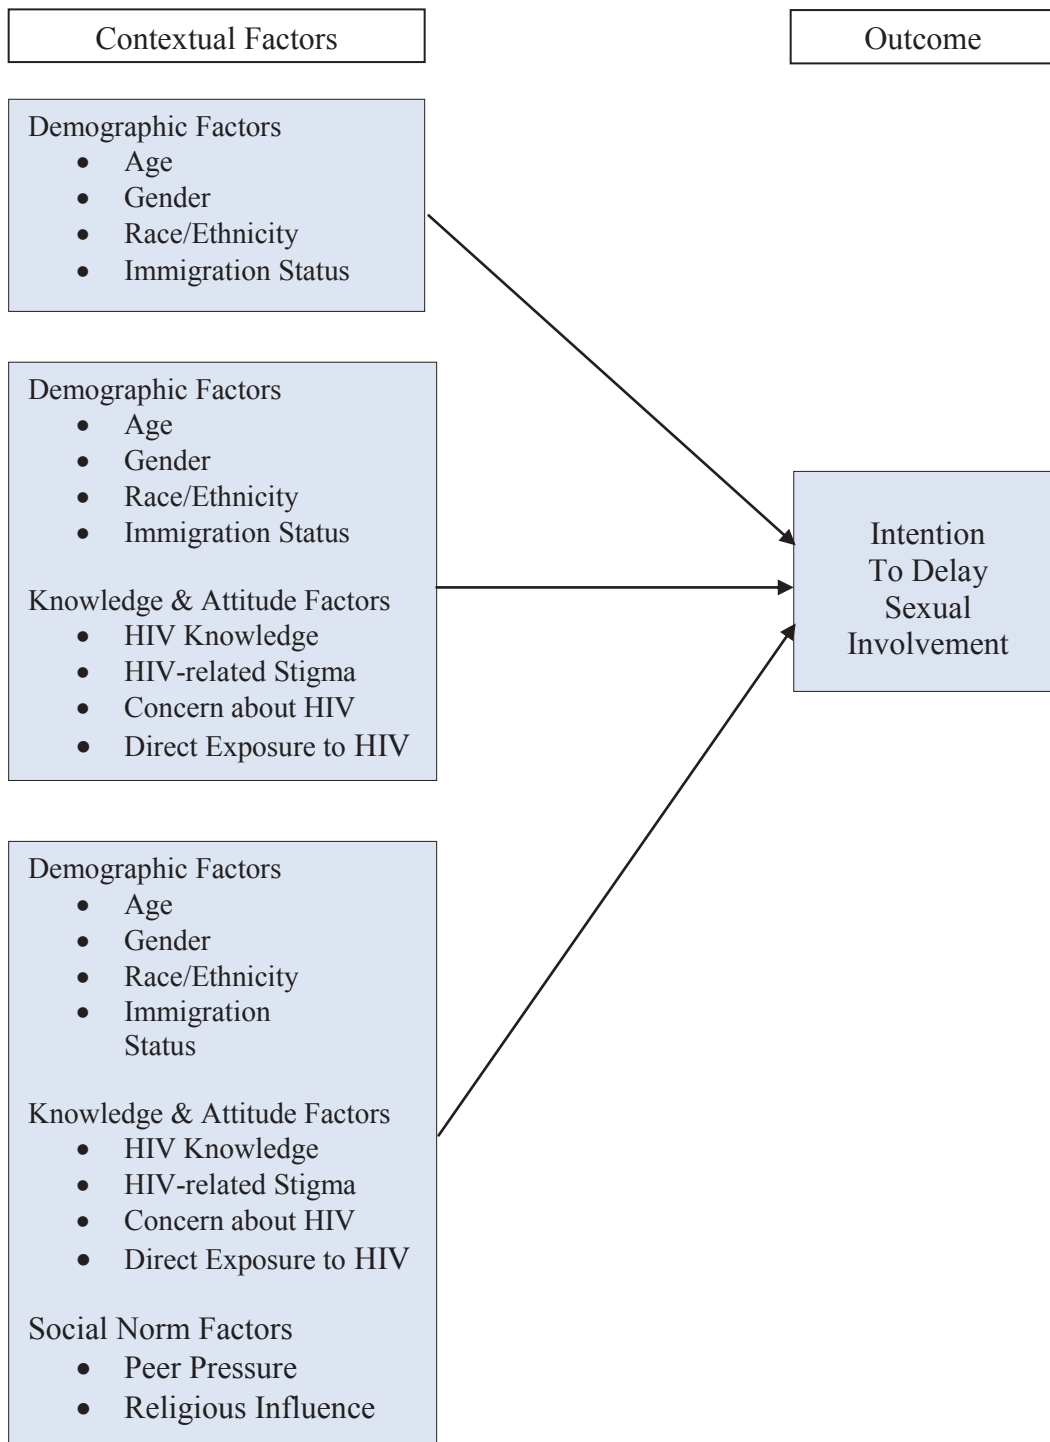 Contextual Factors
Outcome
Demographic Factors
• Age
• Gender
• Race/Ethnicity
• Immigration Status
Demographic Factors
• Age
• Gender
• Race/Ethnicity
• Immigration Status
Knowledge & Attitude Factors
• HIV Knowledge
• HIV-related Stigma
• Concern about HIV
• Direct Exposure to HIV
Demographic Factors
• Age
• Gender
• Race/Ethnicity
• Immigration
Status
Knowledge & Attitude Factors
• HIV Knowledge
• HIV-related Stigma
• Concern about HIV
• Direct Exposure to HIV
Social Norm Factors
• Peer Pressure
• Religious Influence
Intention
To Delay
Sexual
Involvement